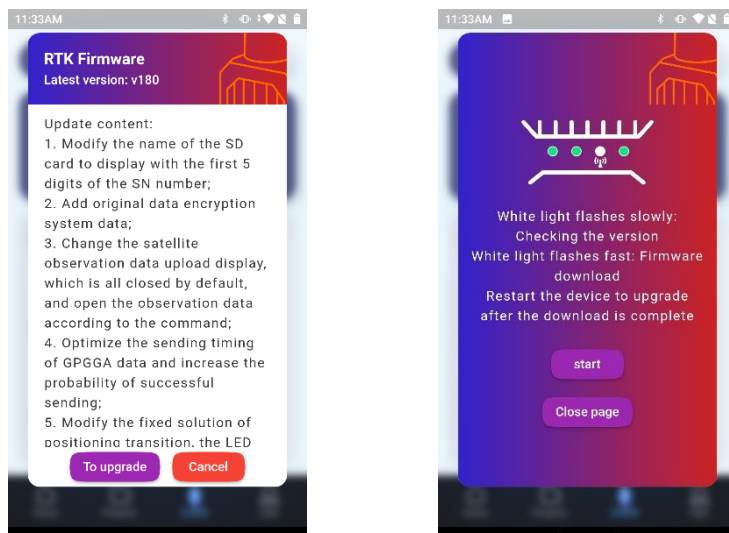 11:33AM
RTK Firmware
Latest version: v180
Update content:
1. Modify the name of the SD
card to display with the first 5
digits of the SN number;
2. Add original data encryption
system data;
3. Change the satellite
observation data upload display,
which is all closed by default,
and open the observation data
according to the command;
4. Optimize the sending timing
of GPGGA data and increase the
probability of successful
sending;
5. Modify the fixed solution of
positioning transition, the LED
To upgrade
Cancel
11:33AM
White light flashes slowly:
Checking the version
White light flashes fast: Firmware
download
Restart the device to upgrade
after the download is complete
start
Close page